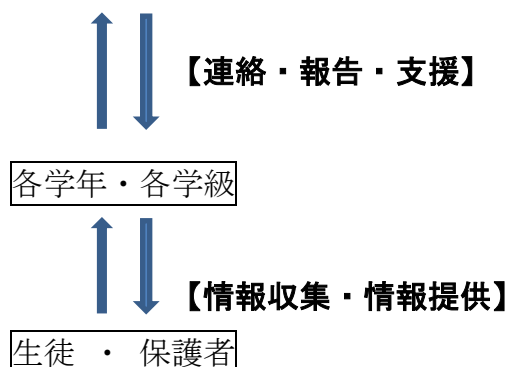 【連絡・報告・支援】
各学年・各学級
【情報収集・情報提供】
生徒 ・ 保護者